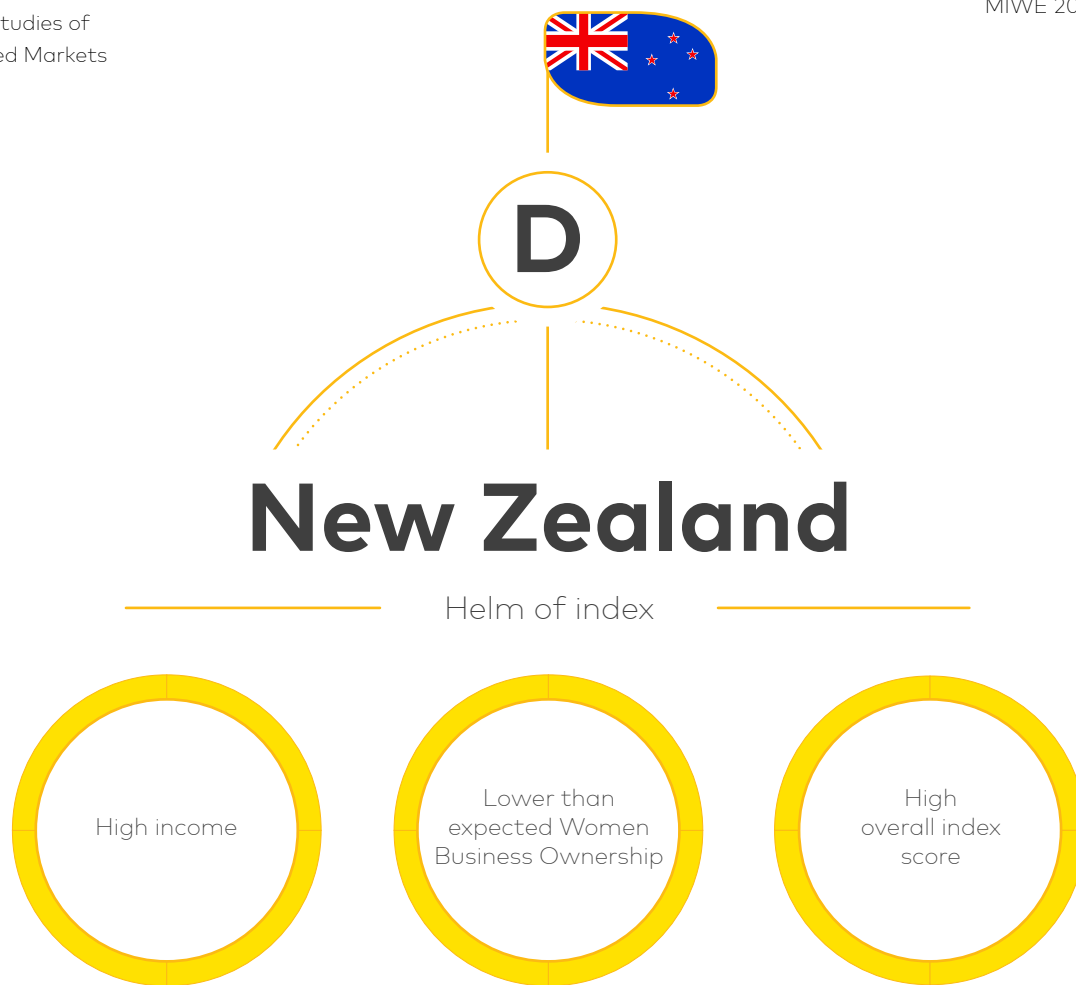 tudies of
ed Markets
MIWE 20
D
New Zealand
Helm of index
High income
Lower than
expected Women
Business Ownership
High
overall index
score